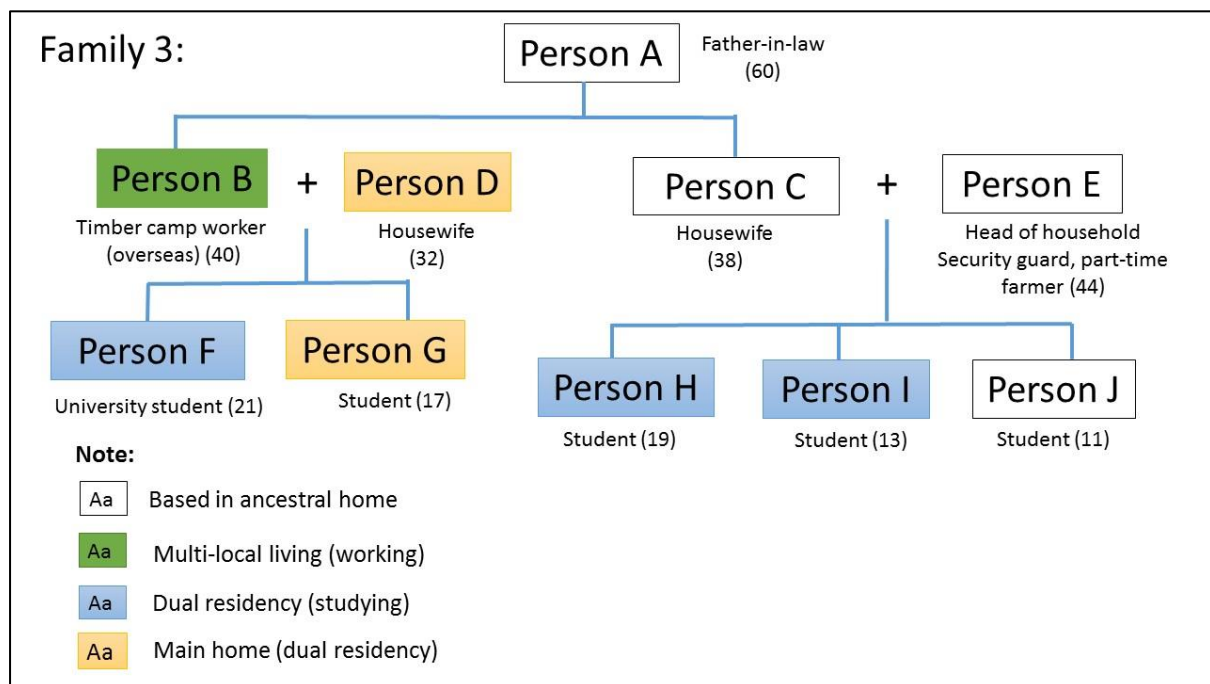 Family 3:
Person A
Father-in-law
(60)
Person B
+
Person D
Person C
+
Person E
Timber camp worker
(overseas) (40)
Housewife
(32)
Housewife
(38)
Head of household
Security guard, part-time
farmer (44)
Person F
Person G
Person H
Person I
Person J
University student (21)
Student (17)
Student (19)
Student (13)
Student (11)
Note:
Aa Based in ancestral home
Aa Multi-local living (working)
Aa Dual residency (studying)
Aa Main home (dual residency)